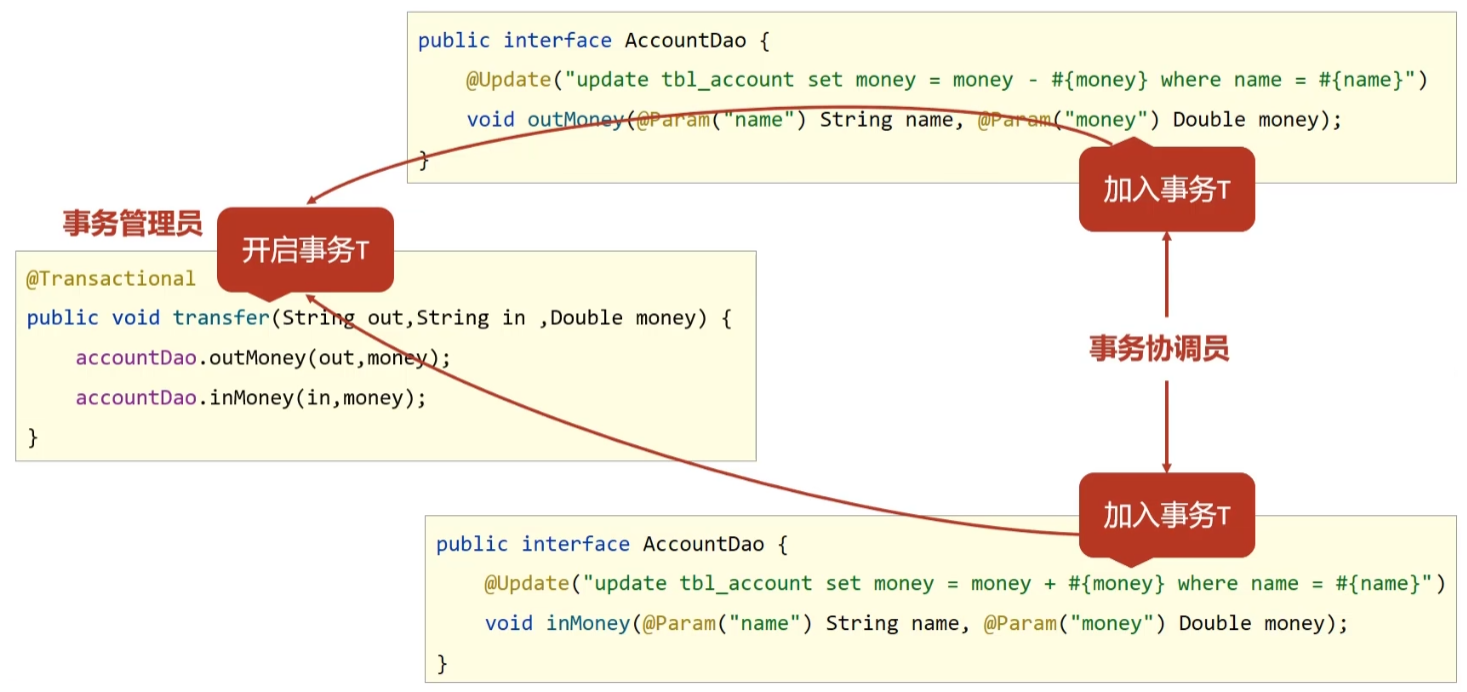 public interface AccountDao {
@Update("update tbl_account set money = money - #{money} where name = #{name}")
void outMoney(@Param("name") String name, @Param("money") Double money);
}
加入事务T
事务管理员
开启事务T
@Transactional
public void transfer(String out,String in ,Double money) {
accountDao.outMoney(out,money);
accountDao.inMoney(in,money);
}
事务协调员
加入事务T
public interface AccountDao {
@Update("update tbl_account set money = money + #{money} where name = #{name}")
void inMoney(@Param("name") String name, @Param("money") Double money);
}